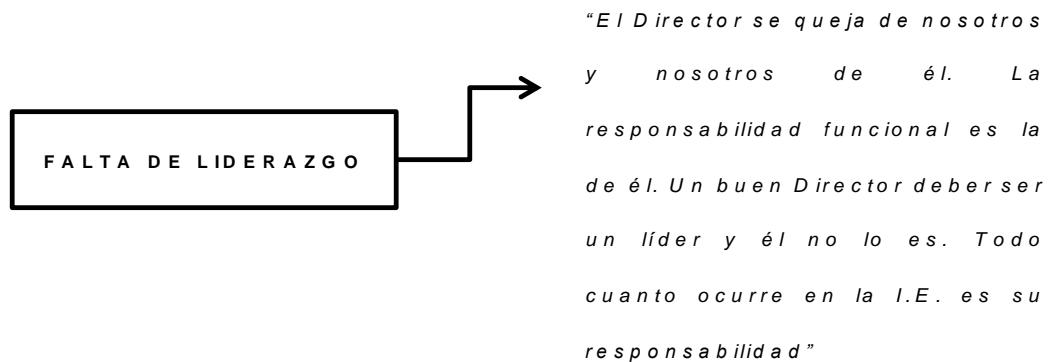 FALTA DE LIDERAZGO
“El Director se queja de nosotros
y nosotros de él. La
responsabilidad funcional es la
de él. Un buen Director deber ser
un líder y él no lo es. Todo
cuanto ocurre en la I.E. es su
responsabilidad”